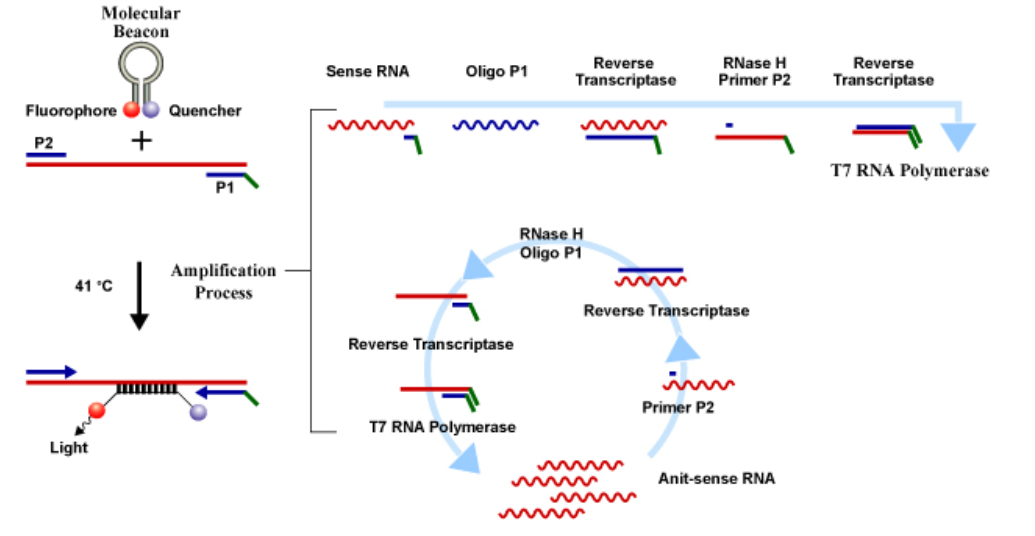 Molecular
Beacon
Fluorophore
Quencher
P2
P1
41 °C
Light
Amplification
Process
Sense RNA
Oligo P1
Reverse
Transcriptase
RNase H
Primer P2
Reverse
Transcriptase
T7 RNA Polymerase
RNase H
Oligo P1
Reverse Transcriptase
Reverse Transcriptase
Primer P2
T7 RNA Polymerase
Anit-sense RNA